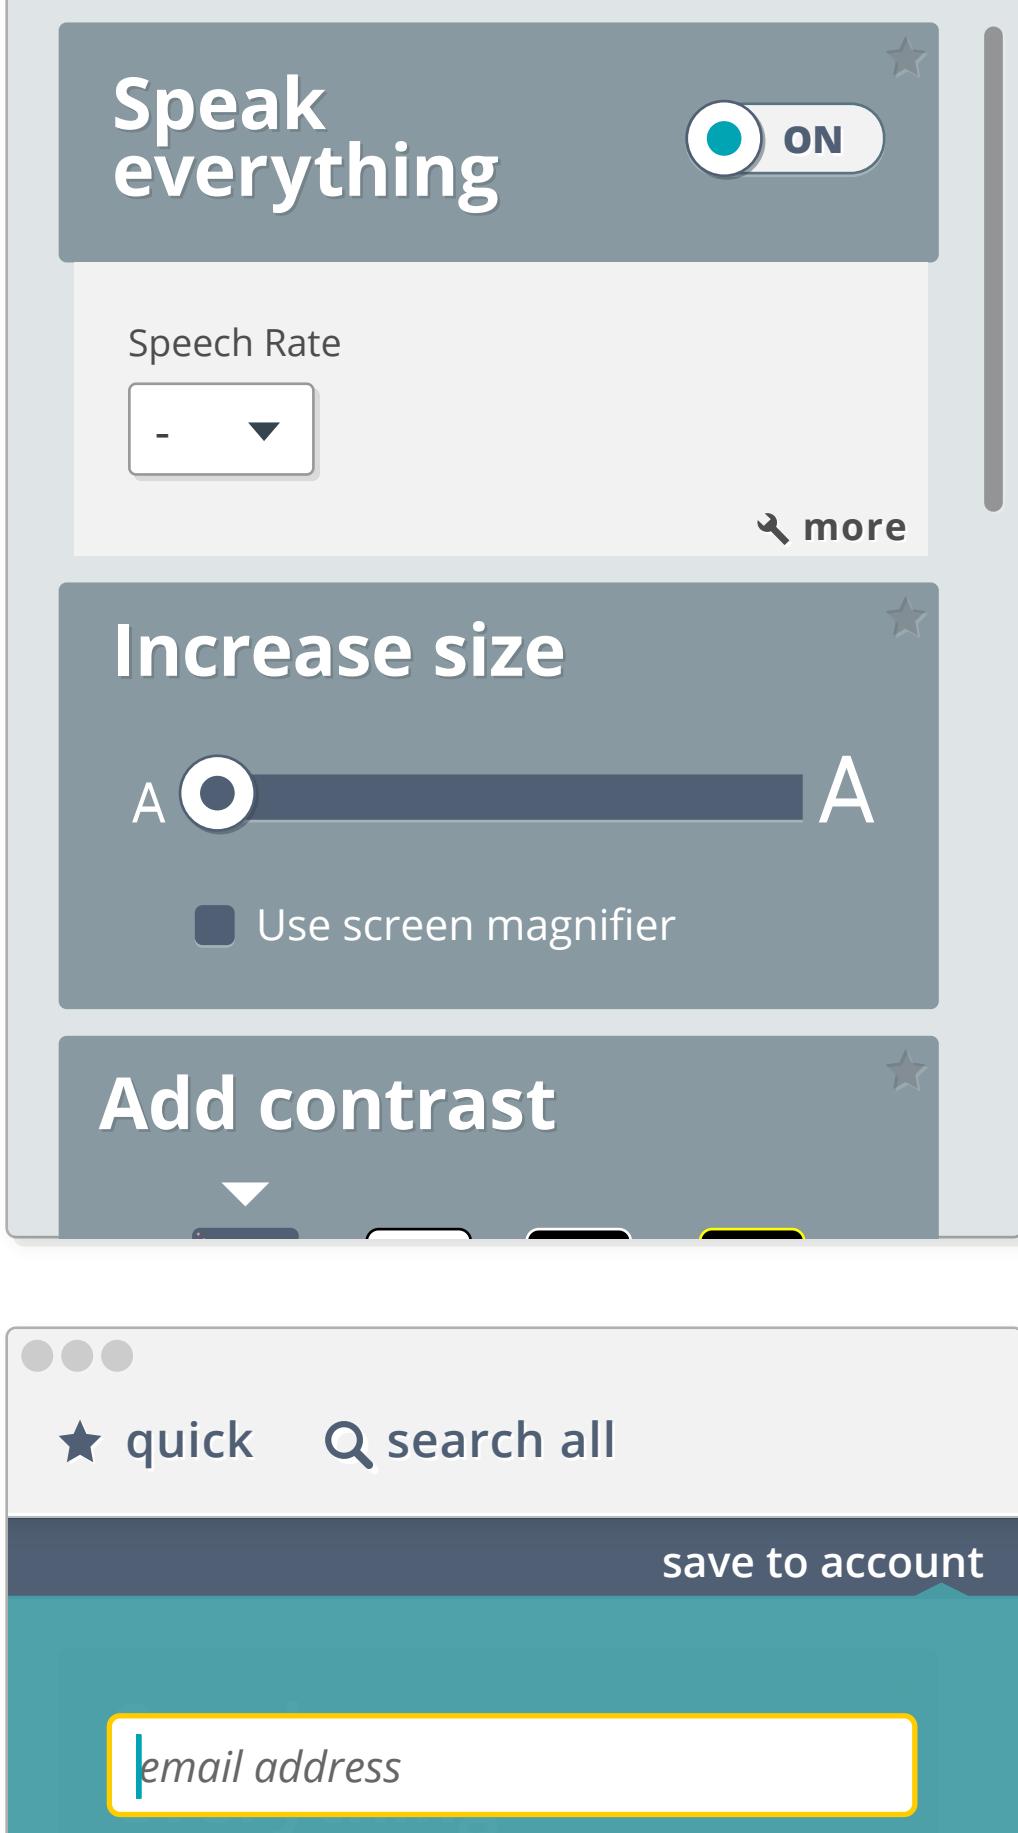 Speak
everything
ON
Speech Rate
-
more
Increase size
A A
Use screen magnifier
Add contrast
quick search all
save to account
email address